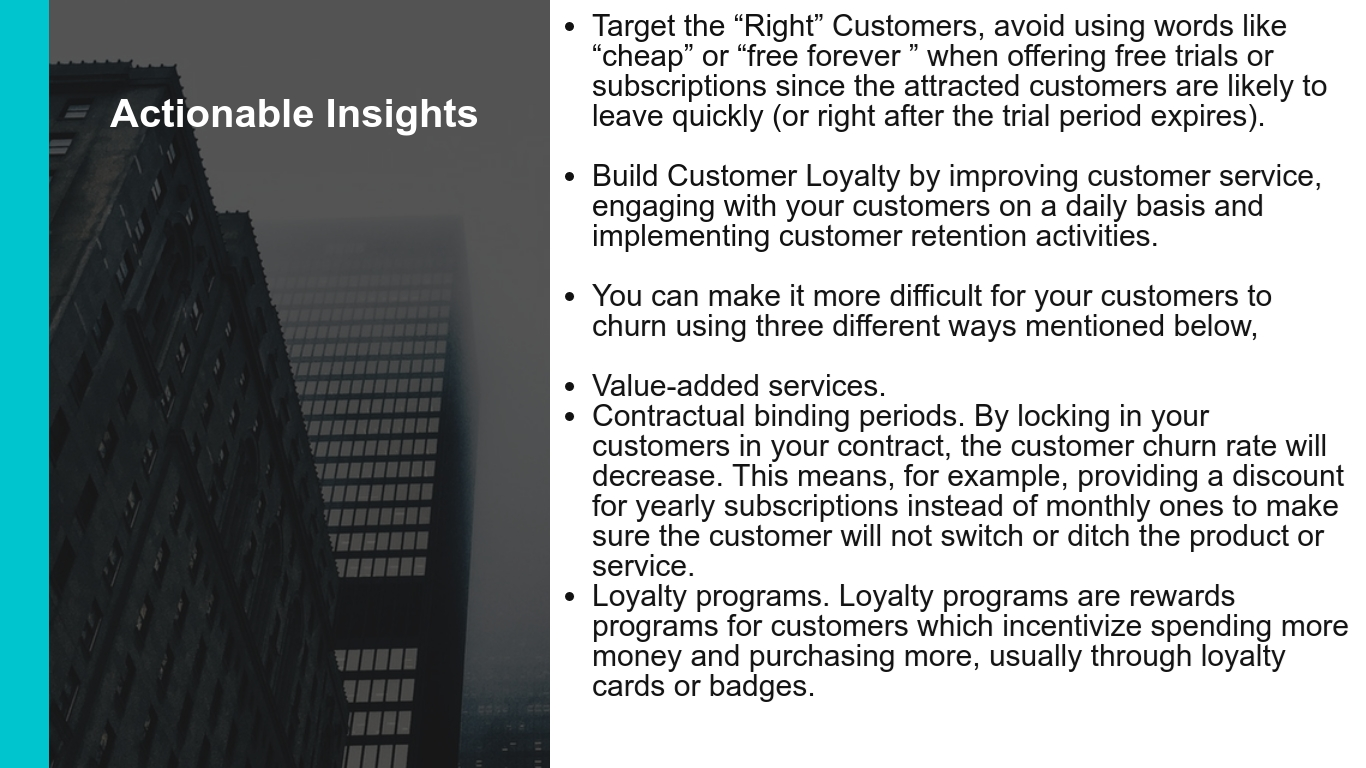 Actionable Insights
• Target the “Right” Customers, avoid using words like
“cheap” or “free forever ” when offering free trials or
subscriptions since the attracted customers are likely to
leave quickly (or right after the trial period expires).
• Build Customer Loyalty by improving customer service,
engaging with your customers on a daily basis and
implementing customer retention activities.
• You can make it more difficult for your customers to
churn using three different ways mentioned below,
• Value-added services.
• Contractual binding periods. By locking in your
customers in your contract, the customer churn rate will
decrease. This means, for example, providing a discount
for yearly subscriptions instead of monthly ones to make
sure the customer will not switch or ditch the product or
service.
• Loyalty programs. Loyalty programs are rewards
programs for customers which incentivize spending more
money and purchasing more, usually through loyalty
cards or badges.